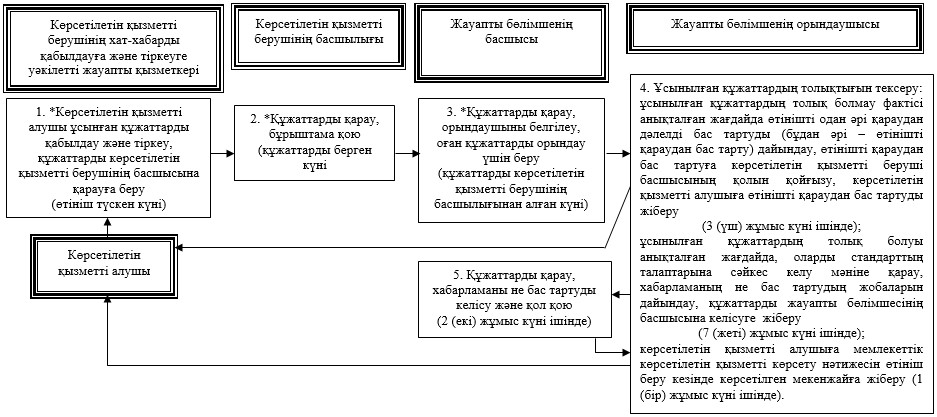 Көрсетілетін қызметті
берушінің хат-хабарды
қабылдауға және тіркеуге
уәкілетті жауапты қызметкері
Көрсетілетін қызметті
берушінің басшылығы
Жауапты бөлімшенің
басшысы
Жауапты бөлімшенің орындаушысы
1. *Көрсетілетін қызметті
алушы ұсынған құжаттарды
қабылдау және тіркеу,
құжаттарды көрсетілетін
қызметті берушінің басшысына
қарауға беру
(өтініш түскен күні)
2. *Құжаттарды қарау,
бұрыштама қою
(құжаттарды берген
күні
3. *Құжаттарды қарау,
орындаушыны белгілеу,
оған құжаттарды орындау
үшін беру
(құжаттарды көрсетілетін
қызметті берушінің
басшылығынан алған күні)
4. Ұсынылған құжаттардың толықтығын тексеру:
ұсынылған құжаттардың толық болмау фактісі
анықталған жағдайда өтінішті одан әрі қараудан
дәлелді бас тартуды (бұдан әрі – өтінішті
қараудан бас тарту) дайындау, өтінішті қараудан
бас тартуға көрсетілетін қызметті беруші
басшысының қолын қойғызу, көрсетілетін
қызметті алушыға өтінішті қараудан бас тартуды
жіберу
(3 (үш) жұмыс күні ішінде);
ұсынылған құжаттардың толық болуы
анықталған жағдайда, оларды стандарттың
талаптарына сәйкес келу мәніне қарау,
хабарламаның не бас тартудың жобаларын
дайындау, құжаттарды жауапты бөлімшесінің
басшысына келісуге жіберу
(7 (жеті) жұмыс күні ішінде);
көрсетілетін қызметті алушыға мемлекеттік
көрсетілетін қызметті көрсету нәтижесін өтініш
беру кезінде көрсетілген мекенжайға жіберу (1
(бір) жұмыс күні ішінде).
Көрсетілетін
қызметті алушы
5. Құжаттарды қарау,
хабарламаны не бас тартуды
келісу және қол қою
(2 (екі) жұмыс күні ішінде)